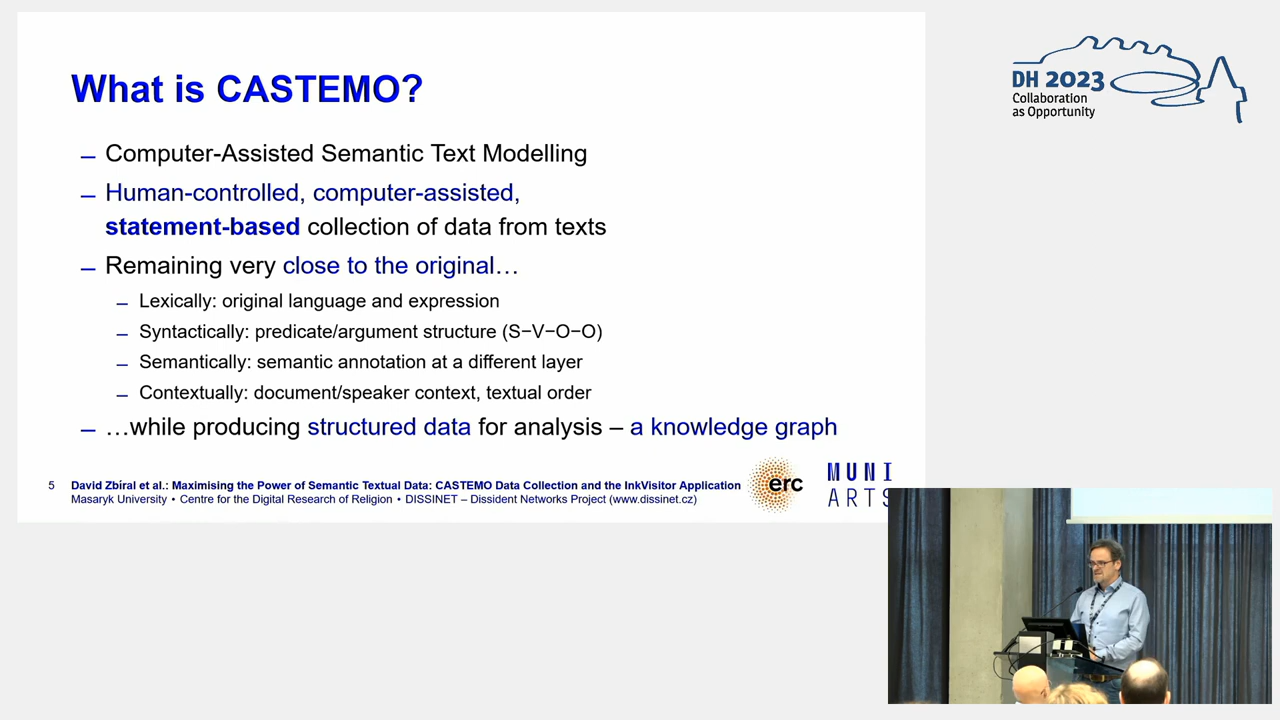 What is CASTEMO?
– Computer-Assisted Semantic Text Modelling
– Human-controlled, computer-assisted,
statement-based collection of data from texts
– Remaining very close to the original…
– Lexically: original language and expression
– Syntactically: predicate/argument structure (S−V−O−O)
– Semantically: semantic annotation at a different layer
– Contextually: document/speaker context, textual order
– …while producing structured data for analysis – a knowledge graph
5 David Zbíral et al.: Maximising the Power of Semantic Textual Data: CASTEMO Data Collection and the InkVisitor Application
Masaryk University • Centre for the Digital Research of Religion • DISSINET – Dissident Networks Project (www.dissinet.cz)
erc
MUNI
ARTS
DH 2023
Collaboration
as Opportunity